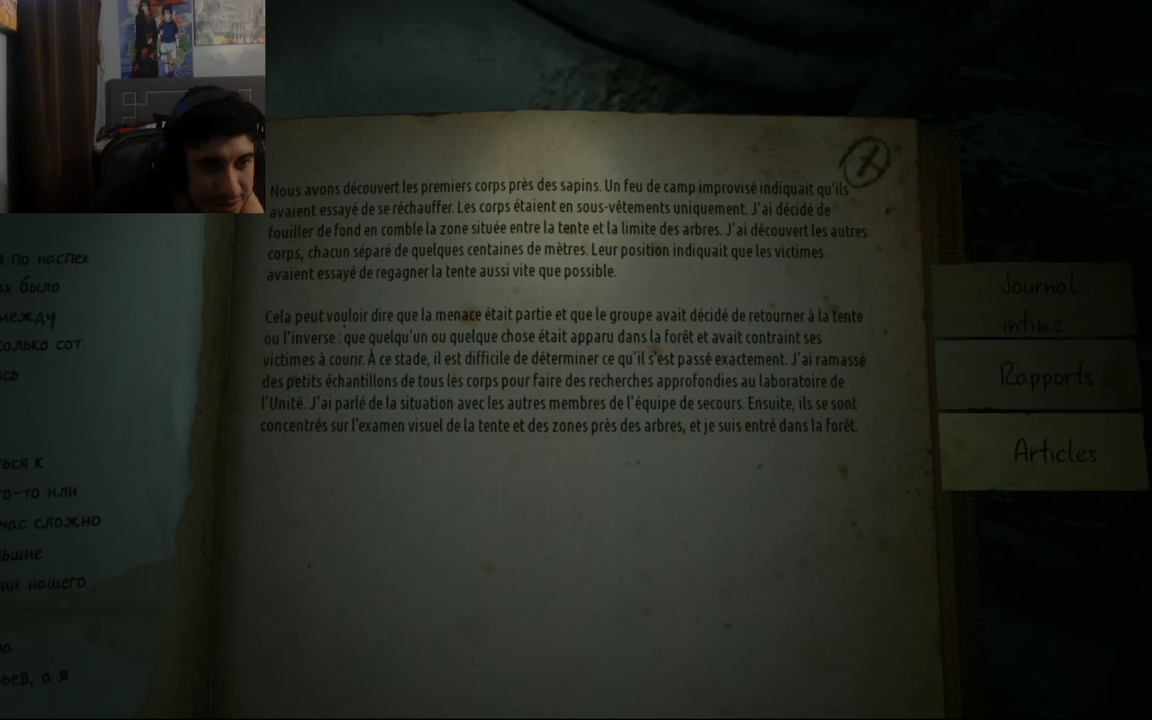 я по наспех
ах было
между
сколько сот
сь
ться к
го-то или
час сложно
ьшие
ии нашего
на
ьев, а я
Nous avons découvert les premiers corps près des sapins. Un feu de camp improvisé indiquait qu'ils
avaient essayé de se réchauffer. Les corps étaient en sous-vêtements uniquement. J'ai décidé de
fouiller de fond en comble la zone située entre la tente et la limite des arbres. J'ai découvert les autres
corps, chacun séparé de quelques centaines de mètres. Leur position indiquait que les victimes
avaient essayé de regagner la tente aussi vite que possible.
Cela peut vouloir dire que la menace était partie et que le groupe avait décidé de retourner à la tente
ou l'inverse : que quelqu'un ou quelque chose était apparu dans la forêt et avait contraint ses
victimes à courir. À ce stade, il est difficile de déterminer ce qu'il s'est passé exactement. J'ai ramassé
des petits échantillons de tous les corps pour faire des recherches approfondies au laboratoire de
l'Unité. J'ai parlé de la situation avec les autres membres de l'équipe de secours. Ensuite, ils se sont
concentrés sur l'examen visuel de la tente et des zones près des arbres, et je suis entré dans la forêt.
Journal
intime
Rapports
Articles